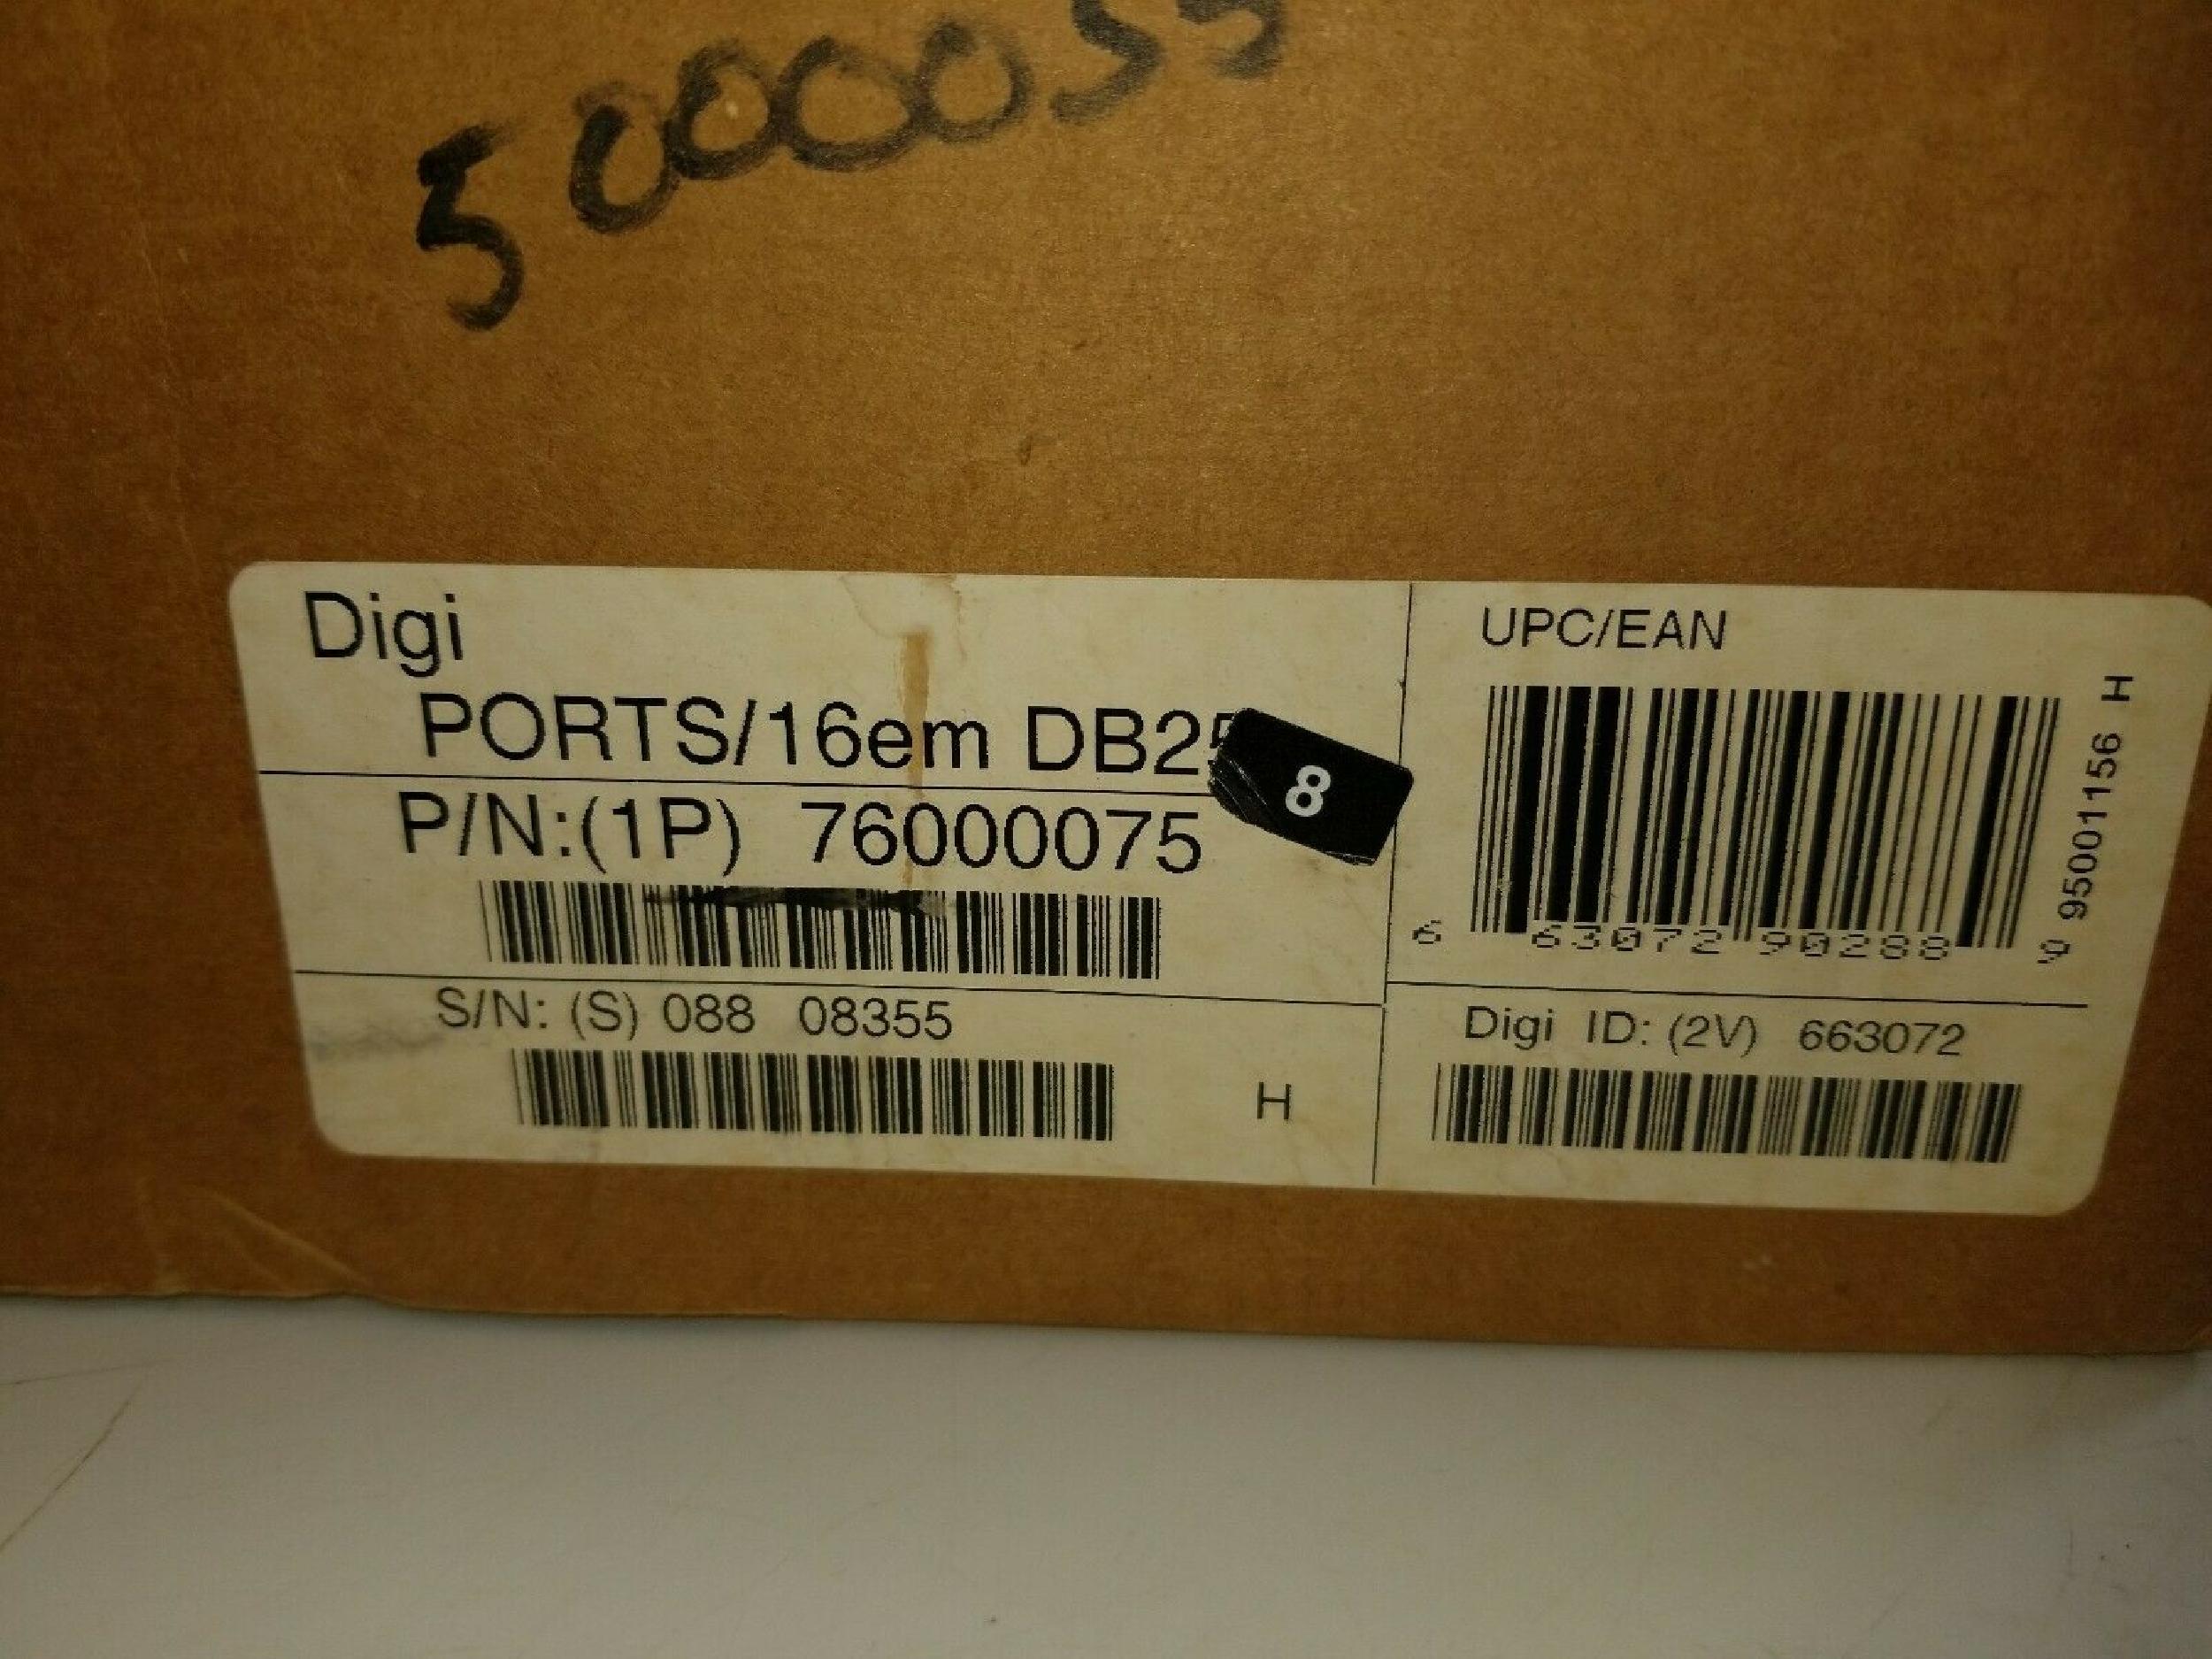 5000055
Digi
PORTS/16em DB25
8
P/N:(1P) 76000075
S/N: (S) 088 08355
H
UPC/EAN
6 63072 90288 9
95001156 H
Digi ID: (2V) 663072